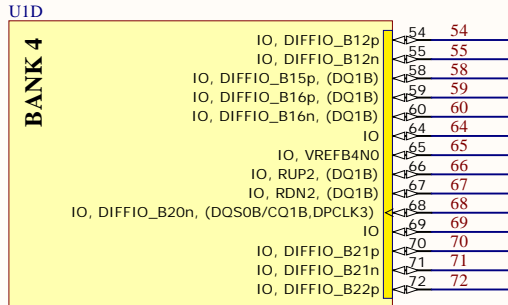 U1D
BANK 4
IO, DIFFIO_B12p 54 54
IO, DIFFIO_B12n 55 55
IO, DIFFIO_B15p, (DQ1B) 58 58
IO, DIFFIO_B16p, (DQ1B) 59 59
IO, DIFFIO_B16n, (DQ1B) 60 60
IO 64 64
IO, VREFB4N0 65 65
IO, RUP2, (DQ1B) 66 66
IO, RDN2, (DQ1B) 67 67
IO, DIFFIO_B20n, (DQS0B/CQ1B,DPCLK3) 68 68
IO 69 69
IO, DIFFIO_B21p 70 70
IO, DIFFIO_B21n 71 71
IO, DIFFIO_B22p 72 72